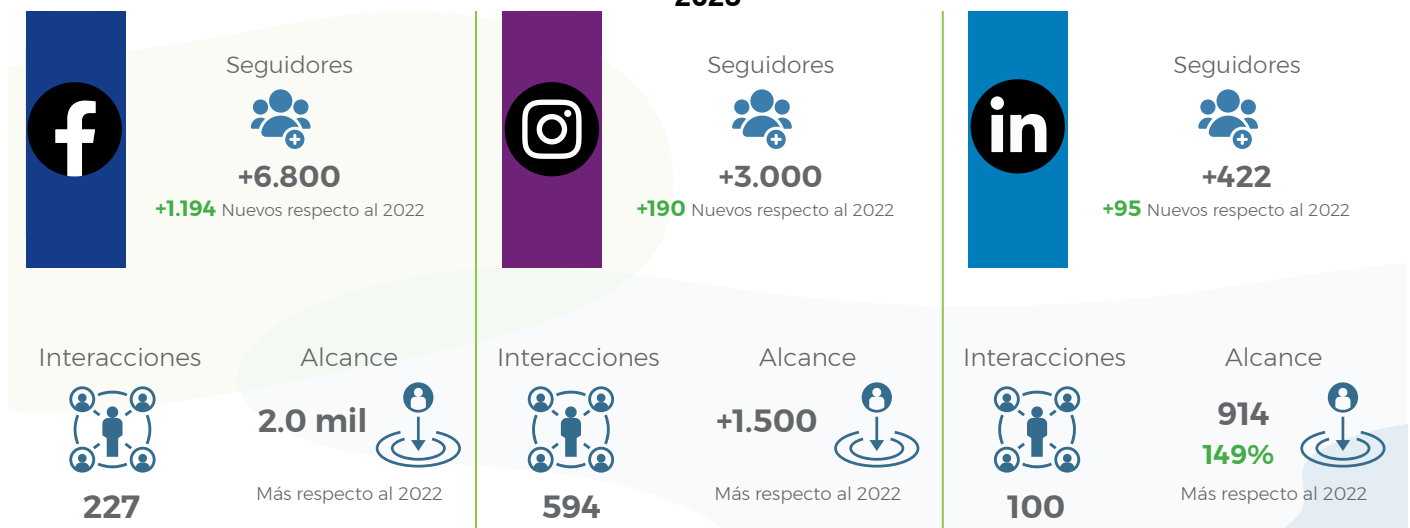 Seguidores
+6.800
+1.194 Nuevos respecto al 2022
Interacciones
227
Alcance
2.0 mil
Más respecto al 2022
Seguidores
+3.000
+190 Nuevos respecto al 2022
Interacciones
594
Alcance
+1.500
Más respecto al 2022
in
Seguidores
+422
+95 Nuevos respecto al 2022
Interacciones
100
Alcance
914
149%
Más respecto al 2022